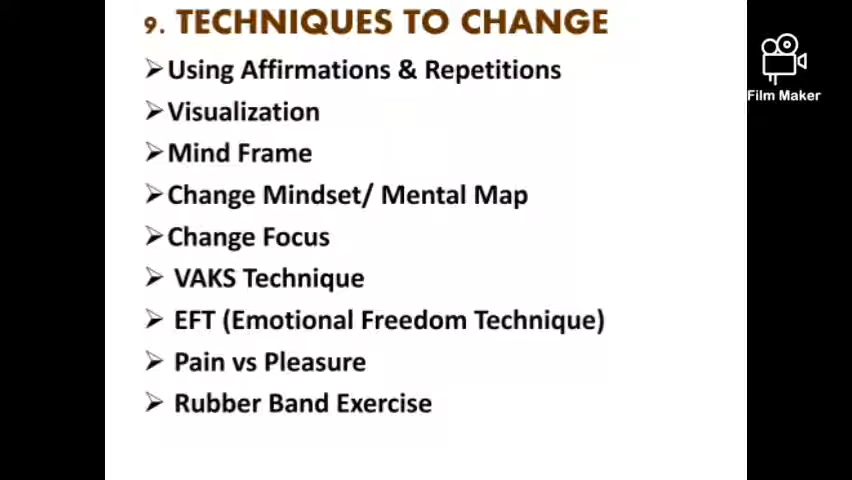 9. TECHNIQUES TO CHANGE
➢Using Affirmations & Repetitions
➢Visualization
➢Mind Frame
➢Change Mindset/ Mental Map
➢Change Focus
➢ VAKS Technique
➢ EFT (Emotional Freedom Technique)
➢ Pain vs Pleasure
➢ Rubber Band Exercise
Film Maker